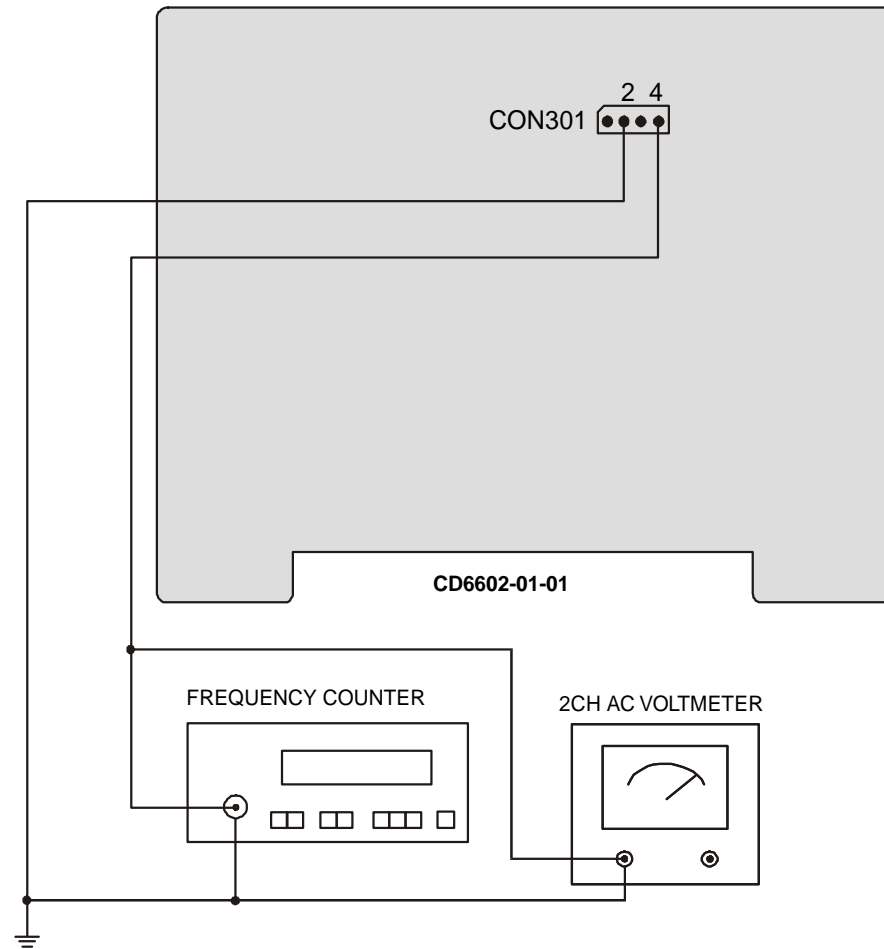 2 4
CON301
CD6602-01-01
FREQUENCY COUNTER
2CH AC VOLTMETER